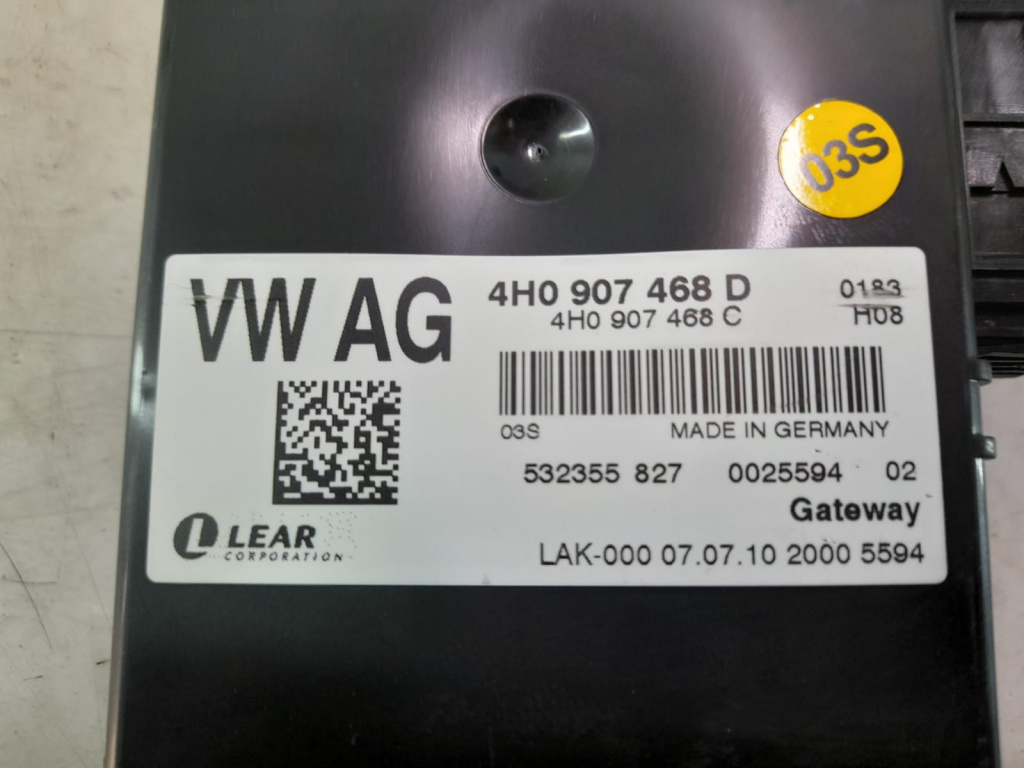 03S
VW AG
4H0 907 468 D
0183
4H0 907 468 C
H08
03S
MADE IN GERMANY
532355 827 0025594 02
Gateway
L LEAR
CORPORATION
LAK-000 07.07.10 2000 5594